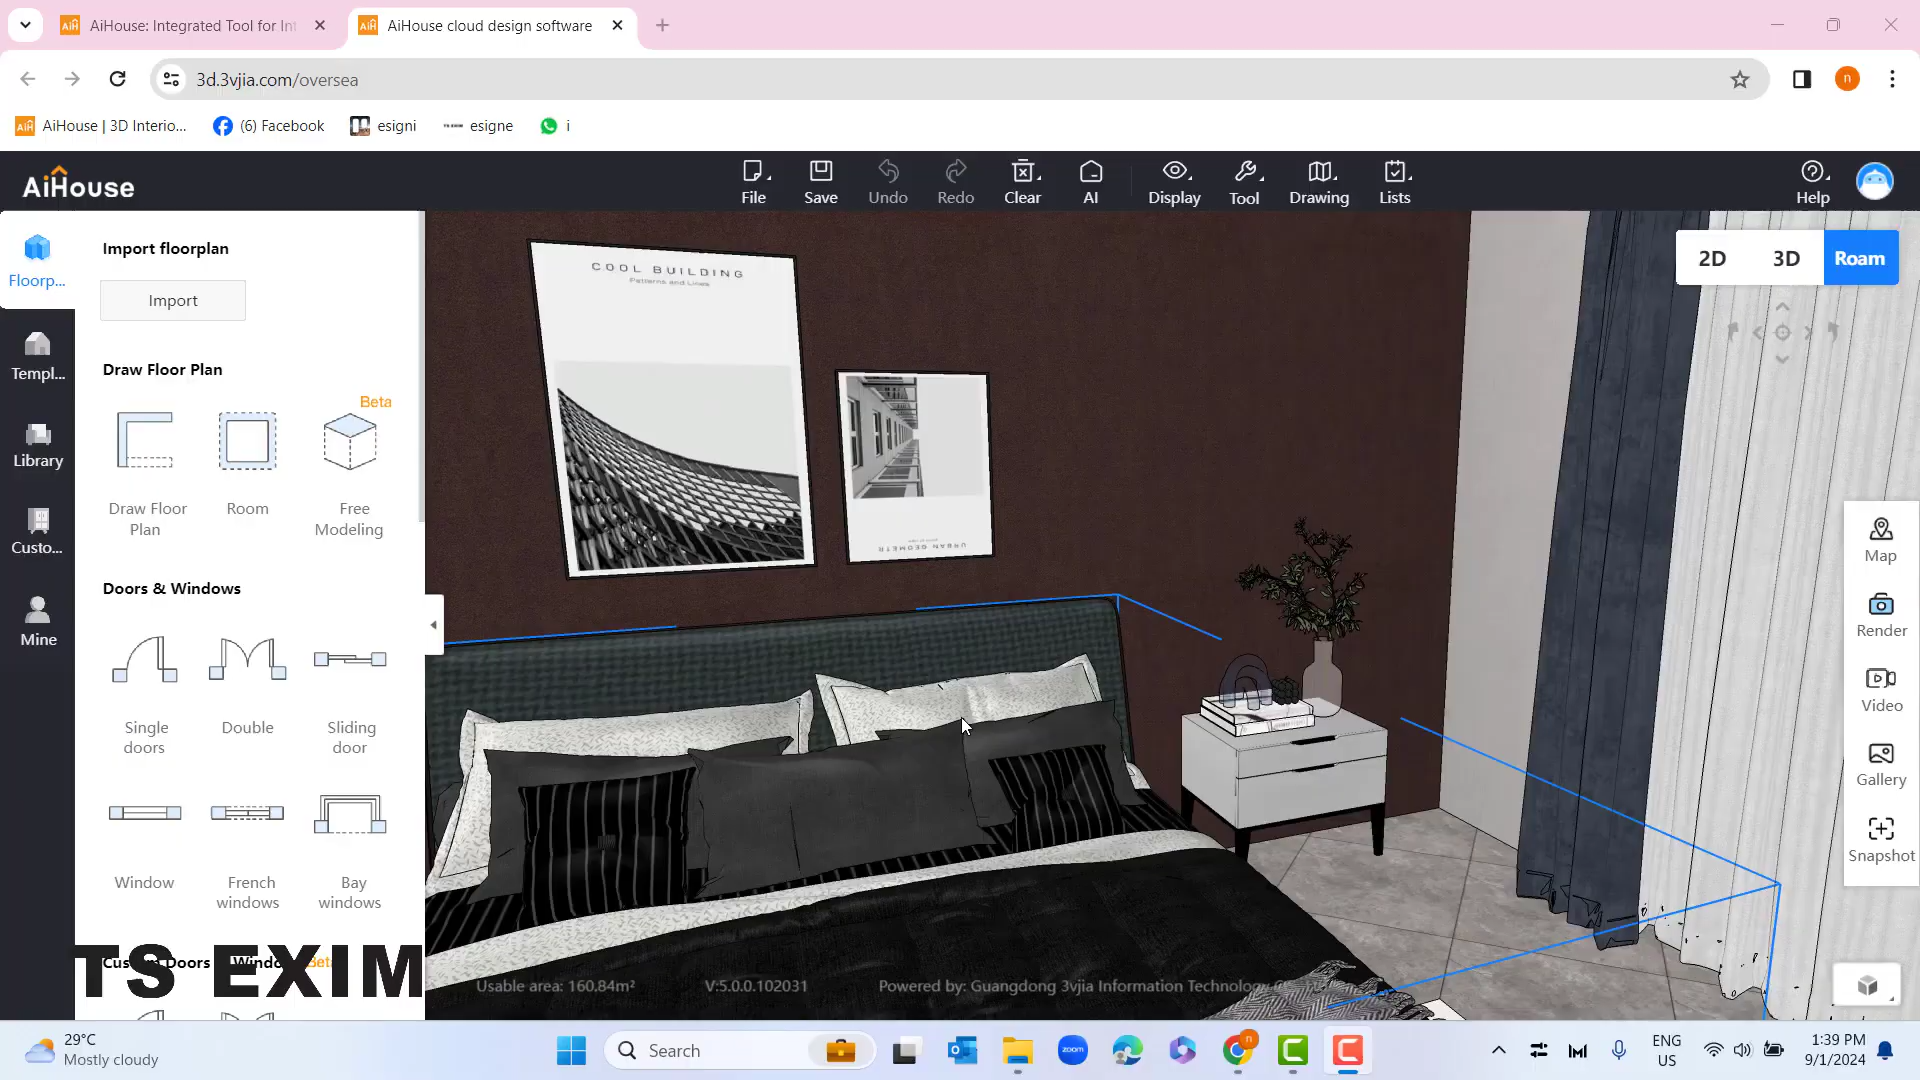 AiHouse: Integrated Tool for Int
AiHouse cloud design software
3d.3vjia.com/oversea
n
AiHouse | 3D Interio...
(6) Facebook
esigni
esigne
i
AiHouse
File
Save
Undo
Redo
Clear
AI
Display
Tool
Drawing
Lists
Help
Floorp...
Templ...
Library
Custo...
Mine
Import floorplan
Import
Draw Floor Plan
Beta
Draw Floor
Plan
Room
Free
Modeling
Doors & Windows
Single
doors
Double
Sliding
door
Window
French
windows
Bay
windows
TS EXIM
COOL BUILDING
Patterns and Lines
URBAN GEOMETR
2D
3D
Roam
Map
Render
Video
Gallery
Snapshot
Usable area: 160.84m²
V:5.0.0.102031
Powered by: Guangdong 3vjia Information Technology
29°C
Mostly cloudy
Search
zoom
n
ENG
US
1:39 PM
9/1/2024